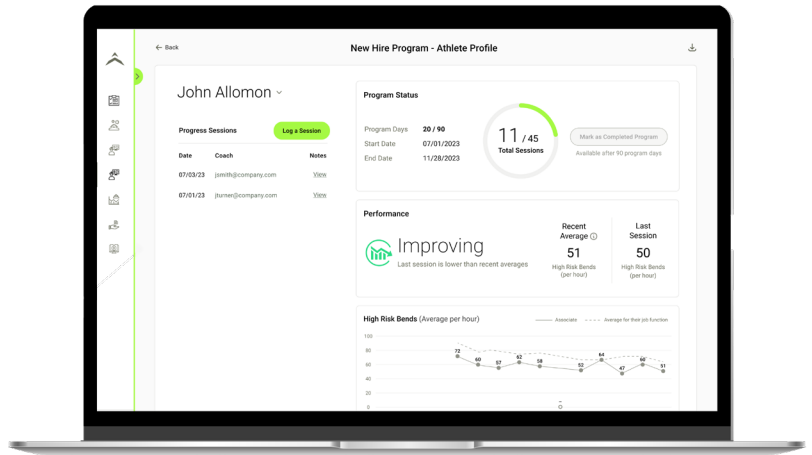 ← Back
New Hire Program - Athlete Profile
John Allomon
Progress Sessions
Log a Session
Date Coach Notes
07/03/23 jsmith@company.com View
07/01/23 jturner@company.com View
Program Status
Program Days 20 / 90
Start Date 07/01/2023
End Date 11/28/2023
11 / 45
Total Sessions
Mark as Completed Program
Available after 90 program days
Performance
Improving
Last session is lower than recent averages
Recent
Average
51
High Risk Bends
(per hour)
Last
Session
50
High Risk Bends
(per hour)
High Risk Bends (Average per hour)
Associate
Average for their job function
100
80
60
40
20
0
72
60
57
62
58
52
64
47
60
51